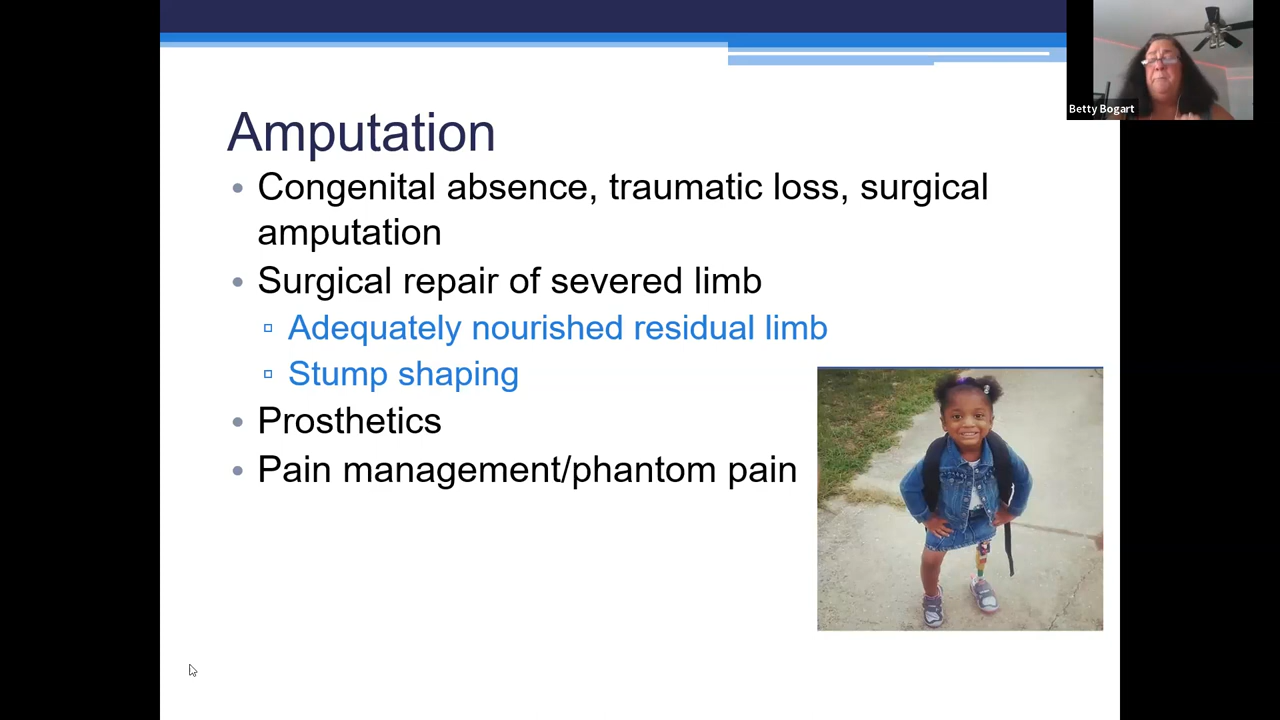 Betty Bogart
Amputation
• Congenital absence, traumatic loss, surgical
amputation
• Surgical repair of severed limb
▫ Adequately nourished residual limb
▫ Stump shaping
• Prosthetics
• Pain management/phantom pain